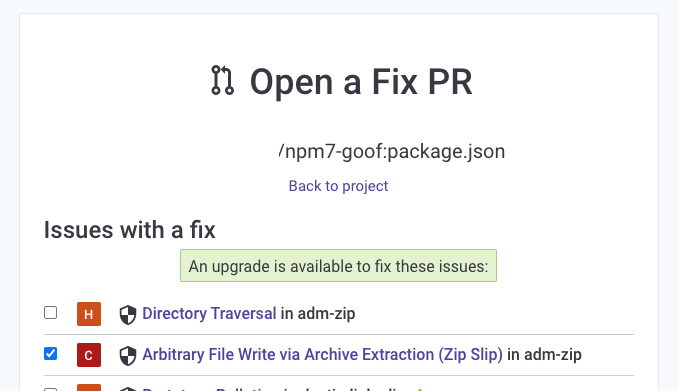 Open a Fix PR
/npm7-goof:package.json
Back to project
Issues with a fix
An upgrade is available to fix these issues:
H Directory Traversal in adm-zip
C Arbitrary File Write via Archive Extraction (Zip Slip) in adm-zip